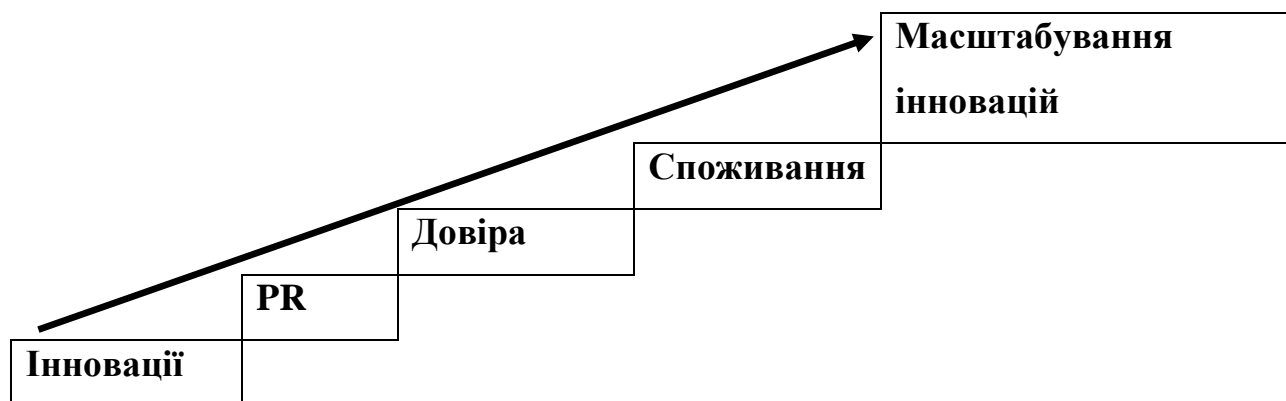 Масштабування
інновацій
Споживання
Довіра
PR
Інновації